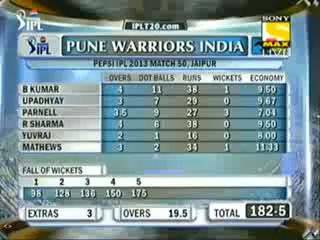 IPL
IPLT20.com
SONY
MAX
IPL
PUNE WARRIORS INDIA
PEPSI IPL 2013 MATCH 50, JAIPUR
OVERS DOT BALLS RUNS WICKETS ECONOMY
B KUMAR 4 11 38 1 9.50
UPADHYAY 3 7 29 0 9.67
PARNELL 3.5 9 27 3 7.04
R SHARMA 4 6 38 0 9.50
YUVRAJ 2 1 16 0 8.00
MATHEWS 3 2 34 1 11.33
FALL OF WICKETS
1 2 3 4 5
98 128 136 150 175
EXTRAS 3 OVERS 19.5 TOTAL 182-5